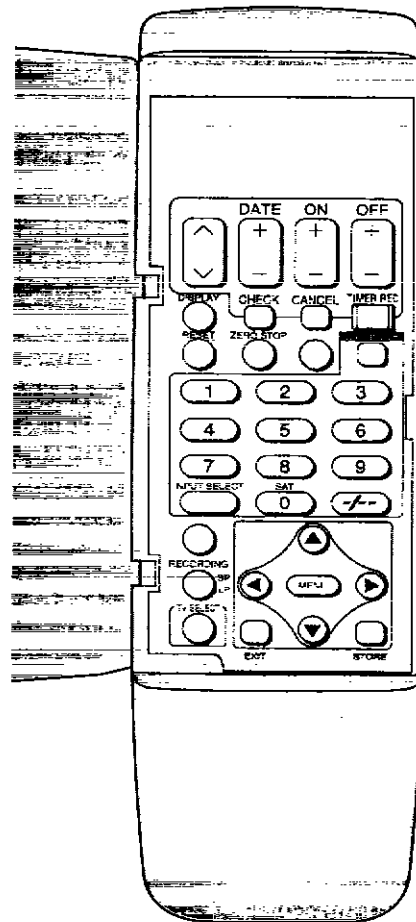 DATE ON OFF
+ + +
− − −
DISPLAY CHECK CANCEL TIMER REC
RESET ZERO STOP
1 2 3
4 5 6
7 8 9
INPUT SELECT SAT
0 -/--
RECORDING
SP
LP
MENU
TV SELECT
EXIT STORE